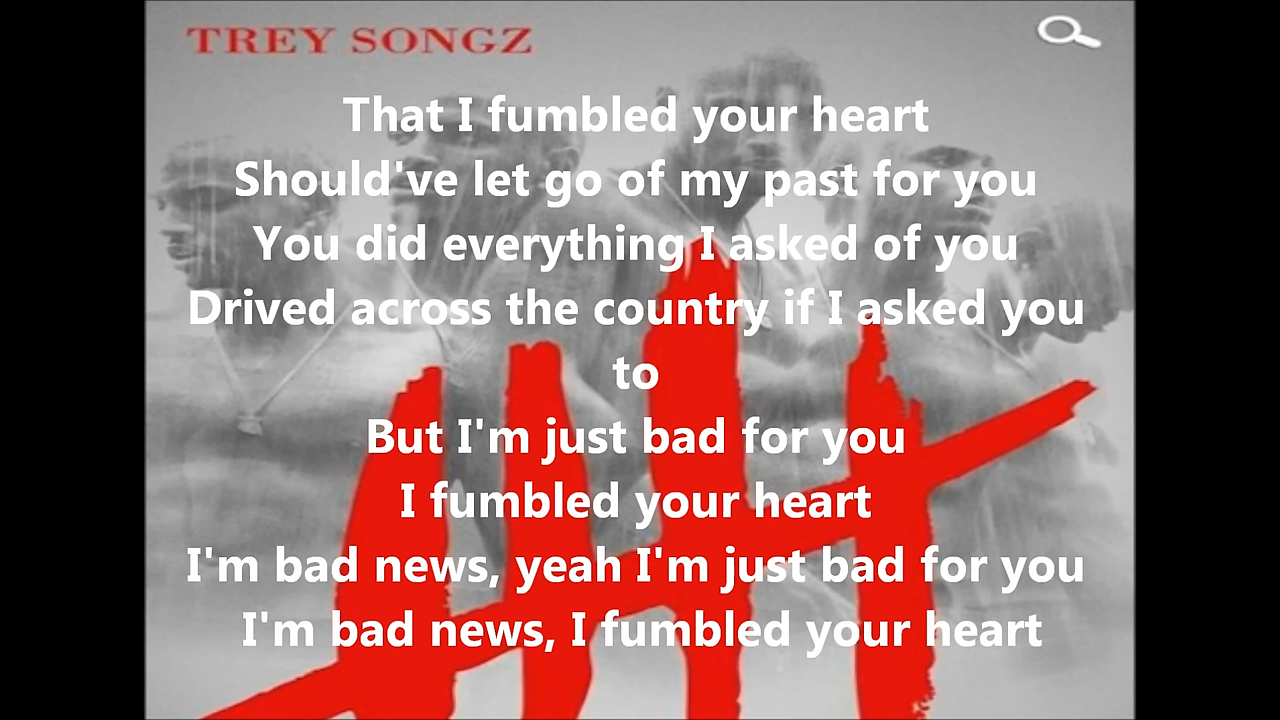 TREY SONGZ
That I fumbled your heart
Should've let go of my past for you
You did everything I asked of you
Drived across the country if I asked you
to
But I'm just bad for you
I fumbled your heart
I'm bad news, yeah I'm just bad for you
I'm bad news, I fumbled your heart